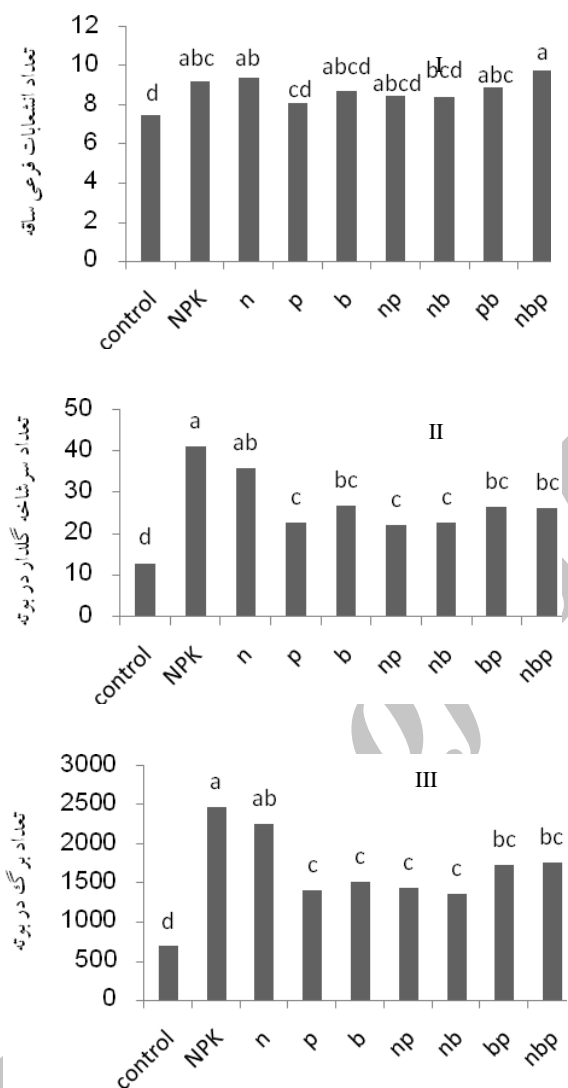 تعداد انشعابات فرعی ساقه
12
10
8
6
4
2
0
d abc ab cd abcd abcd bcd abc a
I
control NPK n p b np nb pb nbp
تعداد سرشاخه گلدار در بوته
50
40
30
20
10
0
d a ab c bc c c bc bc
II
control NPK n p b np nb bp nbp
تعداد برگ در بوته
3000
2500
2000
1500
1000
500
0
d a ab c c c c bc bc
III
control NPK n p b np nb bp nbp